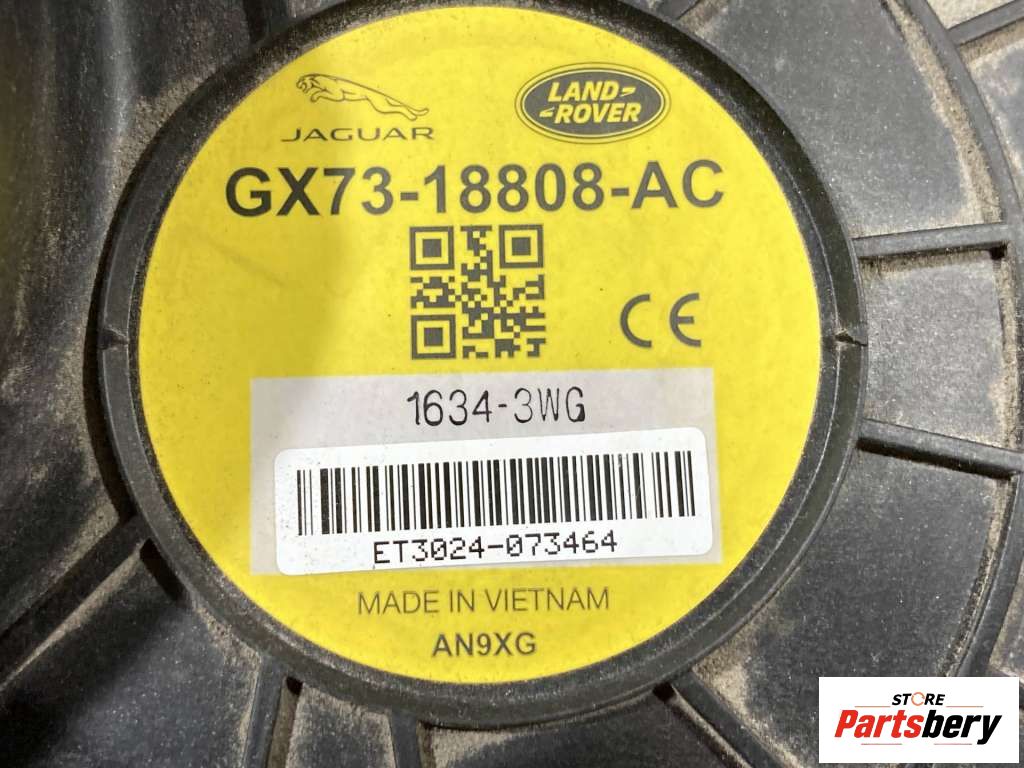 JAGUAR
LAND
ROVER
GX73-18808-AC
CE
1634-3WG
ET3024-073464
MADE IN VIETNAM
AN9XG
STORE
Partsbery